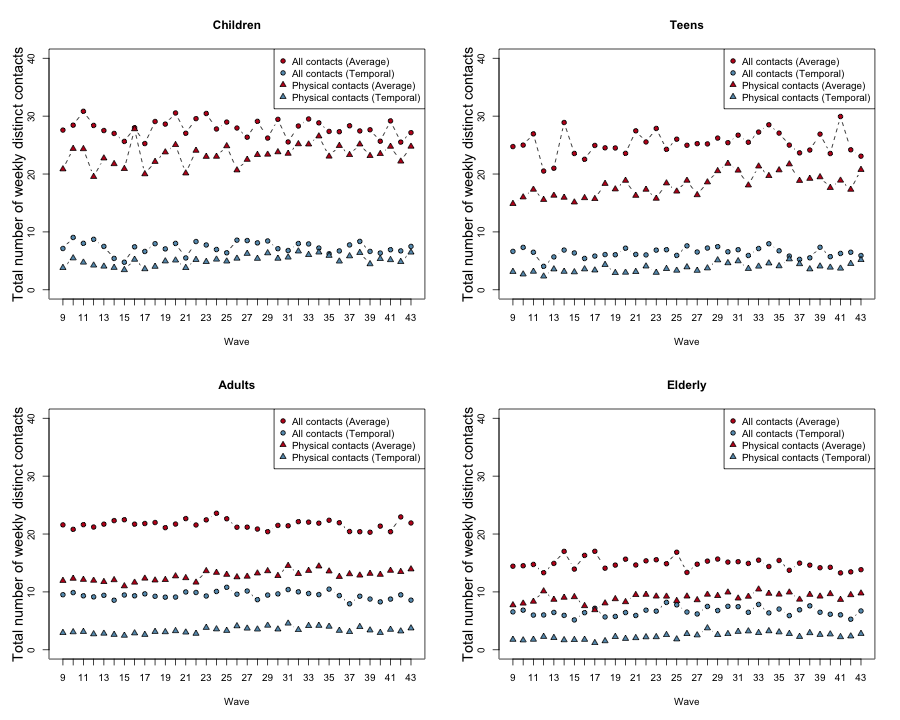 Children
Total number of weekly distinct contacts
40
30
20
10
0
All contacts (Average)
All contacts (Temporal)
Physical contacts (Average)
Physical contacts (Temporal)
9 11 13 15 17 19 21 23 25 27 29 31 33 35 37 39 41 43
Wave
Teens
Total number of weekly distinct contacts
40
30
20
10
0
All contacts (Average)
All contacts (Temporal)
Physical contacts (Average)
Physical contacts (Temporal)
9 11 13 15 17 19 21 23 25 27 29 31 33 35 37 39 41 43
Wave
Adults
Total number of weekly distinct contacts
40
30
20
10
0
All contacts (Average)
All contacts (Temporal)
Physical contacts (Average)
Physical contacts (Temporal)
9 11 13 15 17 19 21 23 25 27 29 31 33 35 37 39 41 43
Wave
Elderly
Total number of weekly distinct contacts
40
30
20
10
0
All contacts (Average)
All contacts (Temporal)
Physical contacts (Average)
Physical contacts (Temporal)
9 11 13 15 17 19 21 23 25 27 29 31 33 35 37 39 41 43
Wave